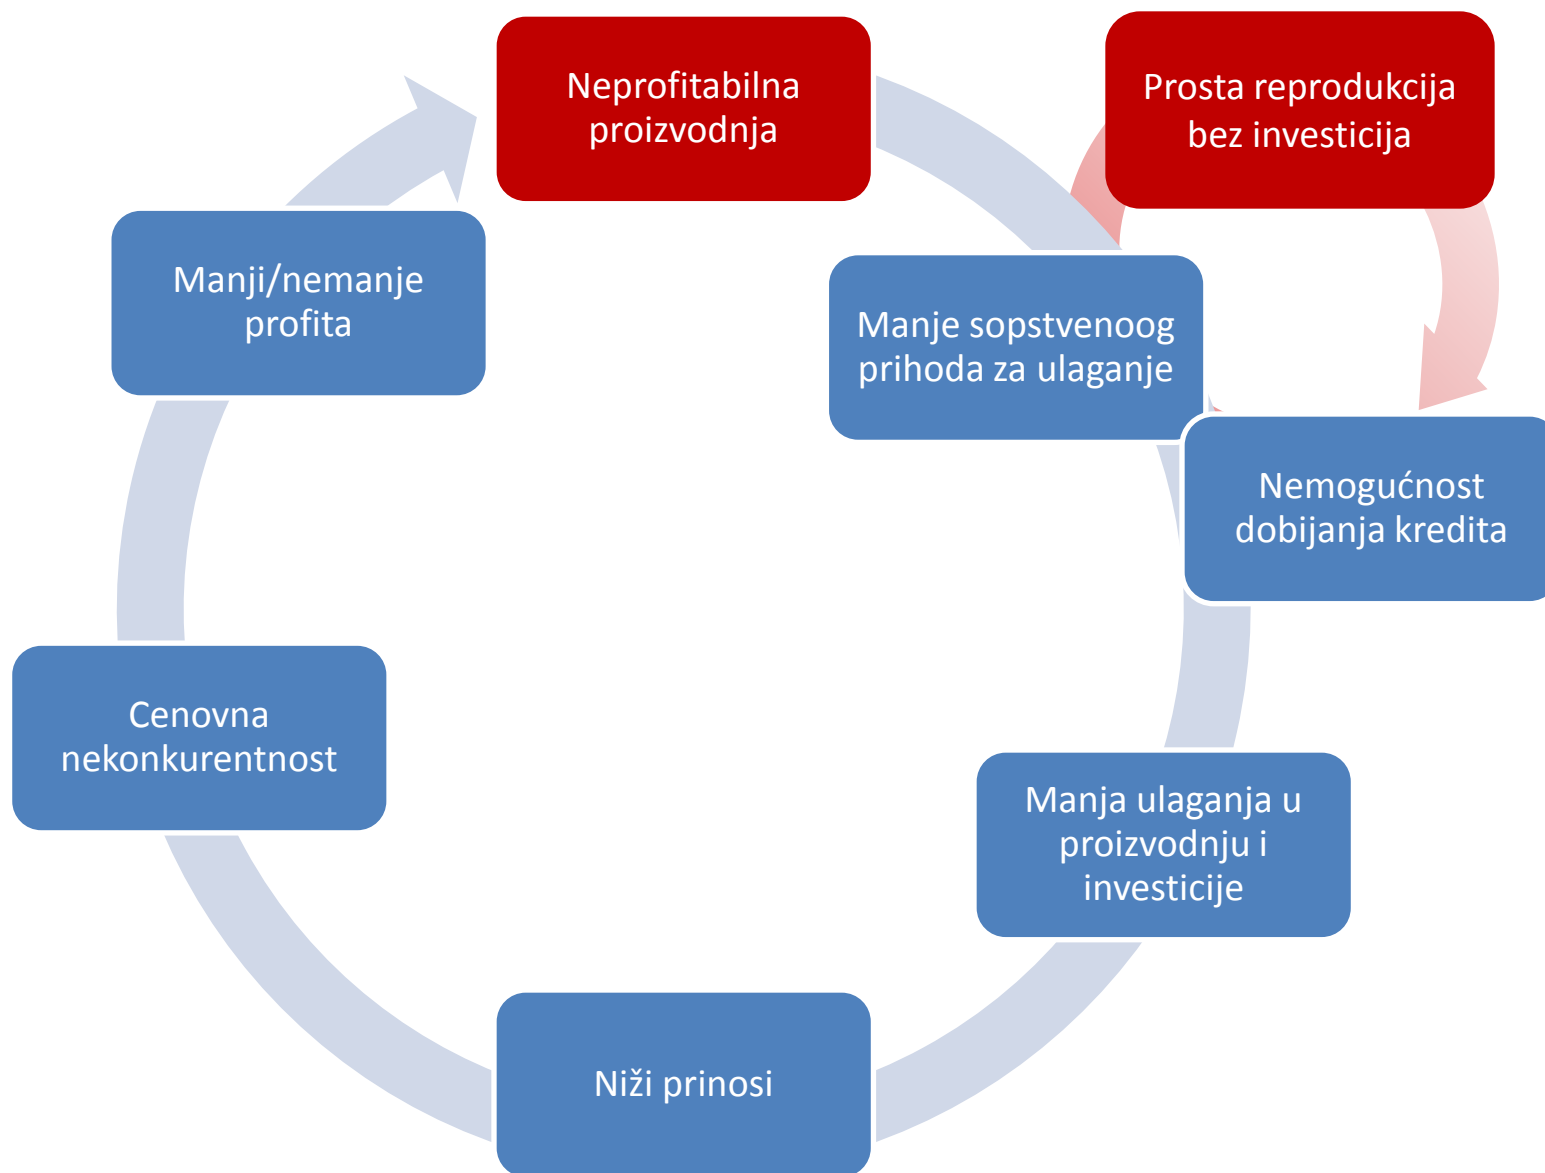 Neprofitabilna
proizvodnja
Prosta reprodukcija
bez investicija
Manje sopstvenoog
prihoda za ulaganje
Nemogućnost
dobijanja kredita
Manja ulaganja u
proizvodnju i
investicije
Niži prinosi
Cenovna
nekonkurentnost
Manji/nemanje
profita